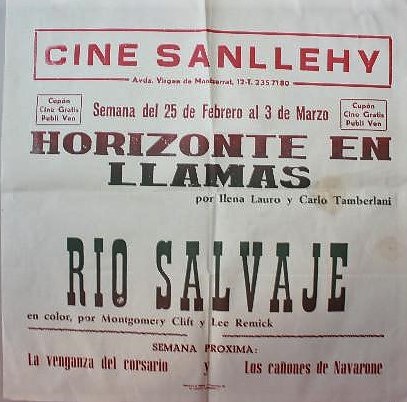 CINE SANLLEHY
Avda. Virgen de Montserrat, 12-T. 235 71 80
Cupón
Cine Gratis
Publi Ven
Semana del 25 de Febrero al 3 de Marzo
Cupón
Cine Gratis
Publi Ven
HORIZONTE EN
LLAMAS
por Ilena Lauro y Carlo Tamberlani
RIO SALVAJE
en color, por Montgomery Clift y Lee Remick
SEMANA PROXIMA:
La venganza del corsario y Los cañones de Navarone